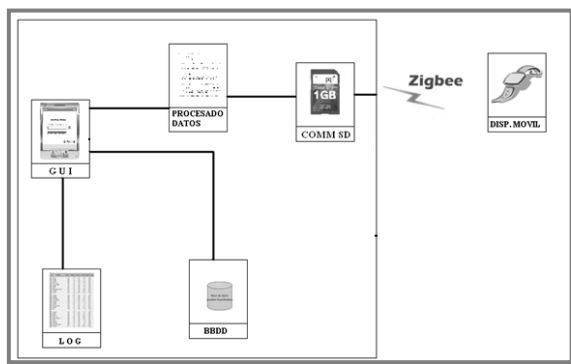 PROCESADO
DATOS
1GB
COMM SD
Zigbee
DISP. MOVIL
G U I
L O G
BBDD